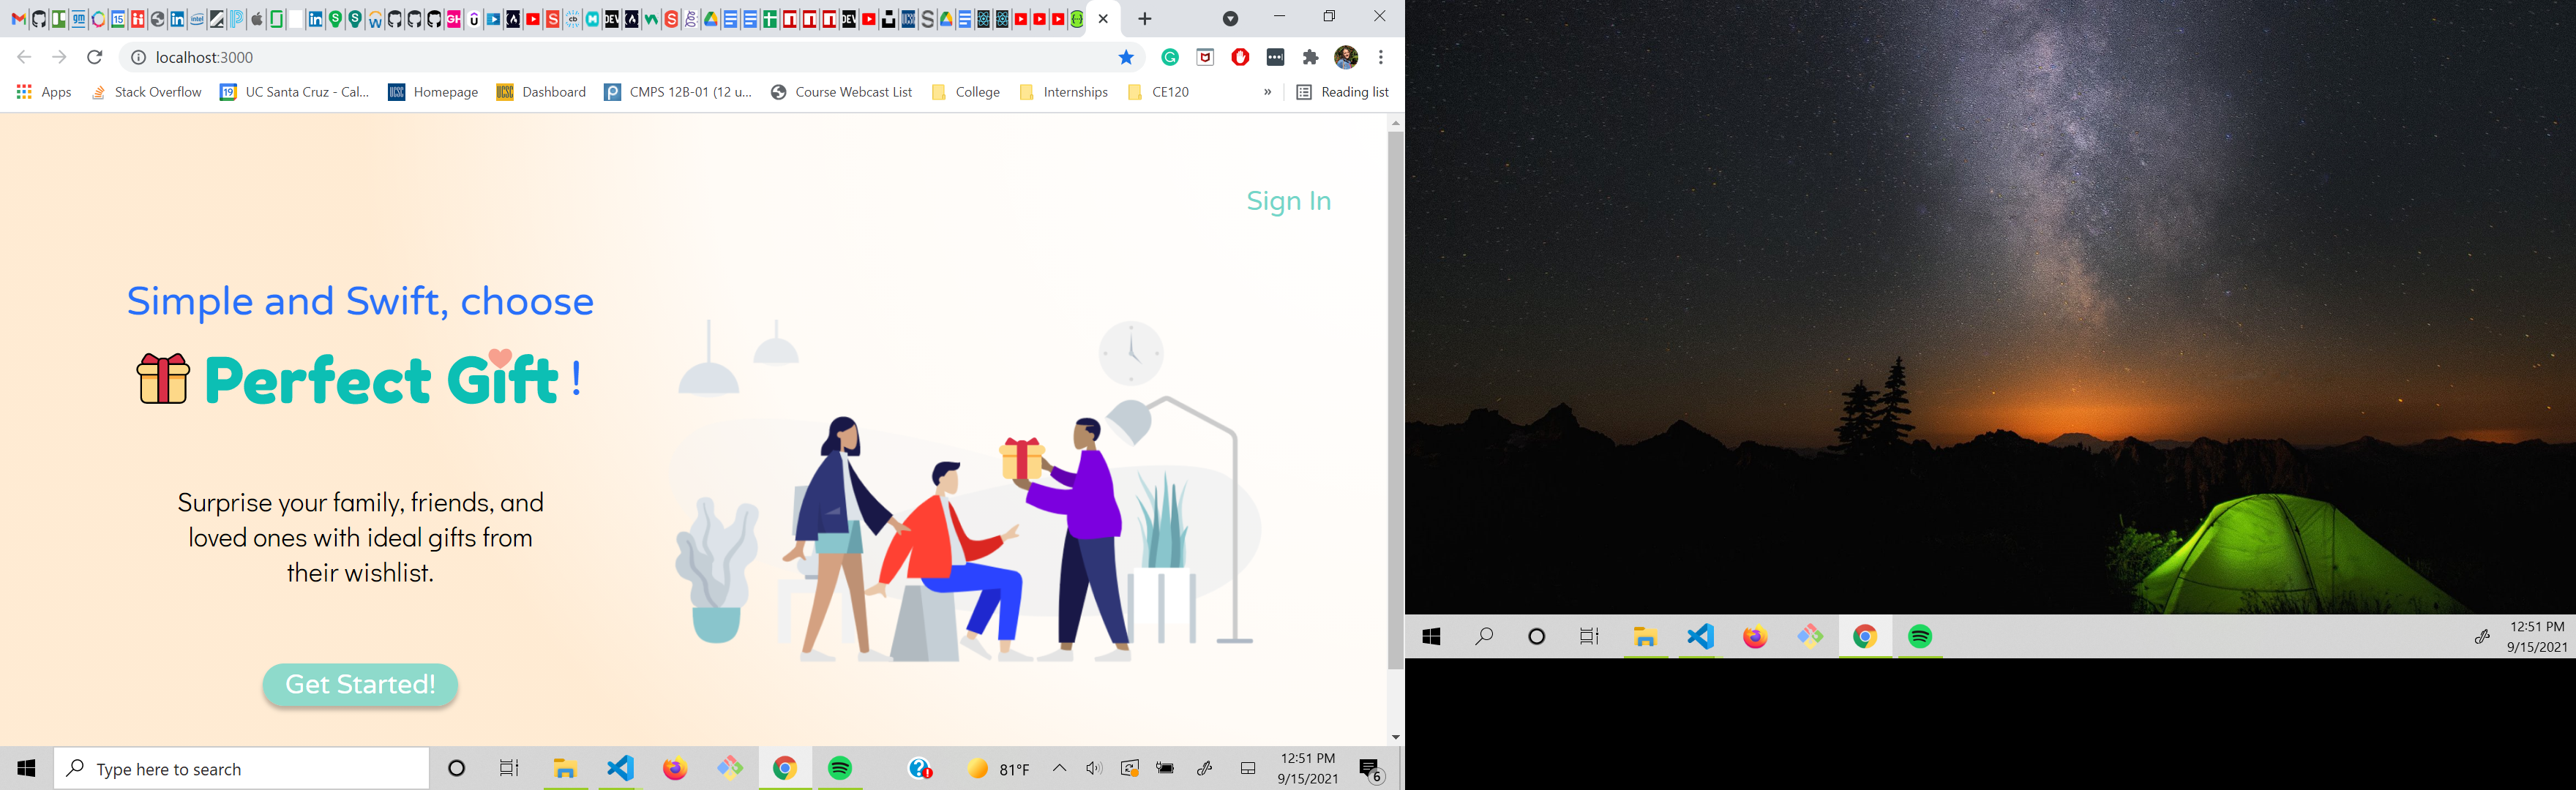 localhost:3000
Apps
Stack Overflow
UC Santa Cruz - Cal...
Homepage
Dashboard
CMPS 12B-01 (12 u...
Course Webcast List
College
Internships
CE120
»
Reading list
Sign In
Simple and Swift, choose
Perfect Gift !
Surprise your family, friends, and
loved ones with ideal gifts from
their wishlist.
Get Started!
Type here to search
81°F
12:51 PM
9/15/2021
6
12:51 PM
9/15/2021